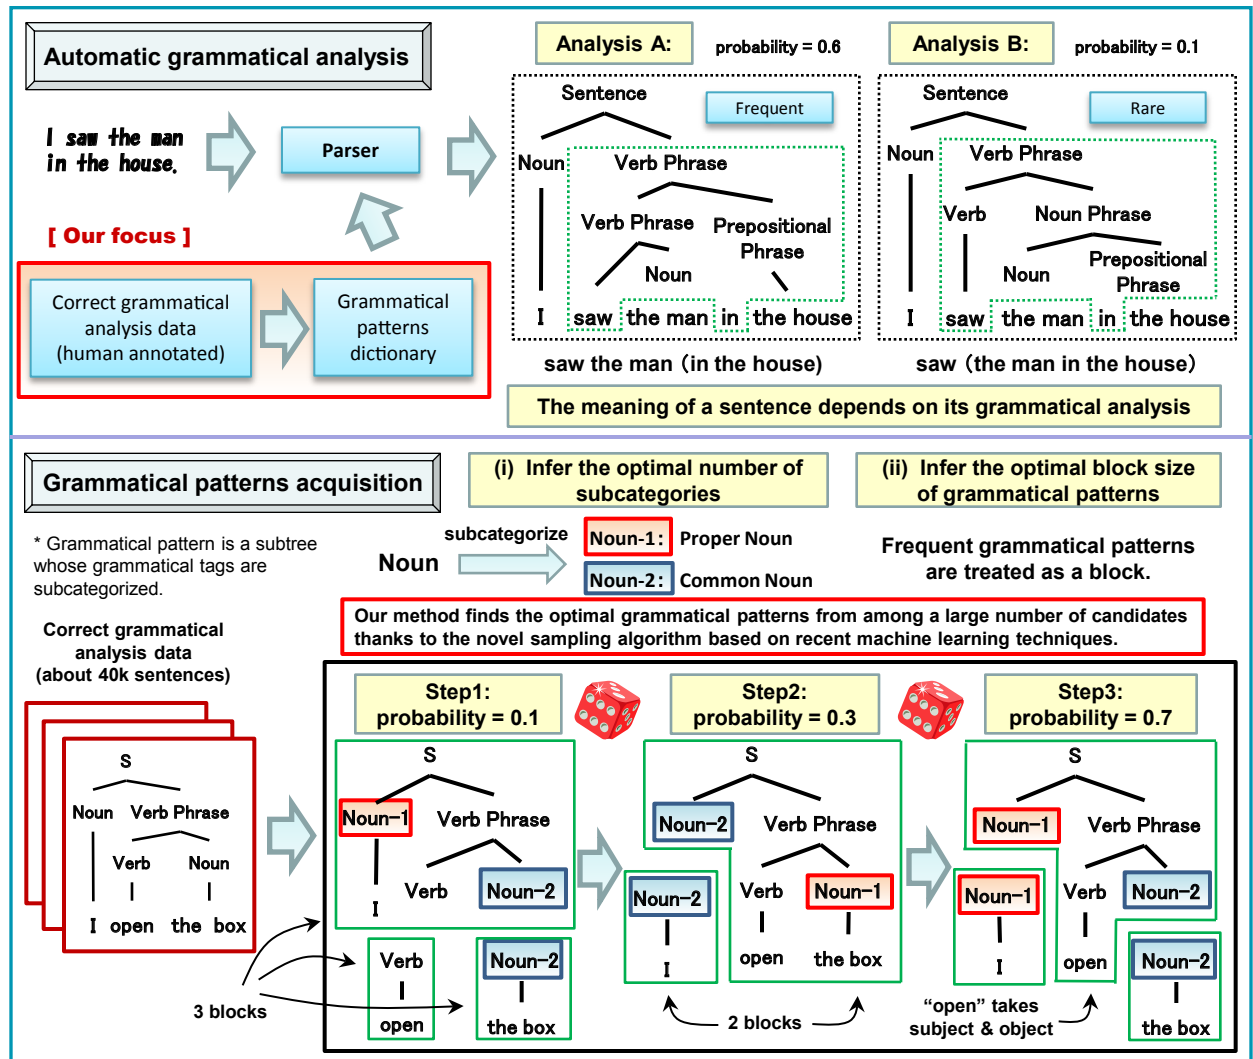 Automatic grammatical analysis
I saw the man
in the house.
Parser
[ Our focus ]
Correct grammatical
analysis data
(human annotated)
Grammatical
patterns
dictionary
Analysis A:
probability = 0.6
Sentence
Frequent
Noun
Verb Phrase
Verb Phrase
Prepositional
Phrase
Noun
I saw the man in the house
saw the man (in the house)
Analysis B:
probability = 0.1
Sentence
Rare
Noun
Verb Phrase
Verb
Noun Phrase
Noun
Prepositional
Phrase
I saw the man in the house
saw (the man in the house)
The meaning of a sentence depends on its grammatical analysis
Grammatical patterns acquisition
* Grammatical pattern is a subtree
whose grammatical tags are
subcategorized.
(i) Infer the optimal number of
subcategories
Noun
subcategorize
Noun-1: Proper Noun
Noun-2: Common Noun
(ii) Infer the optimal block size
of grammatical patterns
Frequent grammatical patterns
are treated as a block.
Our method finds the optimal grammatical patterns from among a large number of candidates
thanks to the novel sampling algorithm based on recent machine learning techniques.
Correct grammatical
analysis data
(about 40k sentences)
S
Noun Verb Phrase
Verb Noun
I open the box
3 blocks
Step1:
probability = 0.1
S
Noun-1
Verb Phrase
Verb
Noun-2
I
Verb
open
Noun-2
the box
Step2:
probability = 0.3
S
Noun-2
Verb Phrase
Verb
Noun-1
open
the box
Noun-2
I
2 blocks
Step3:
probability = 0.7
S
Noun-1
Verb Phrase
Verb
Noun-2
open
Noun-1
I
Noun-2
the box
“open” takes
subject & object